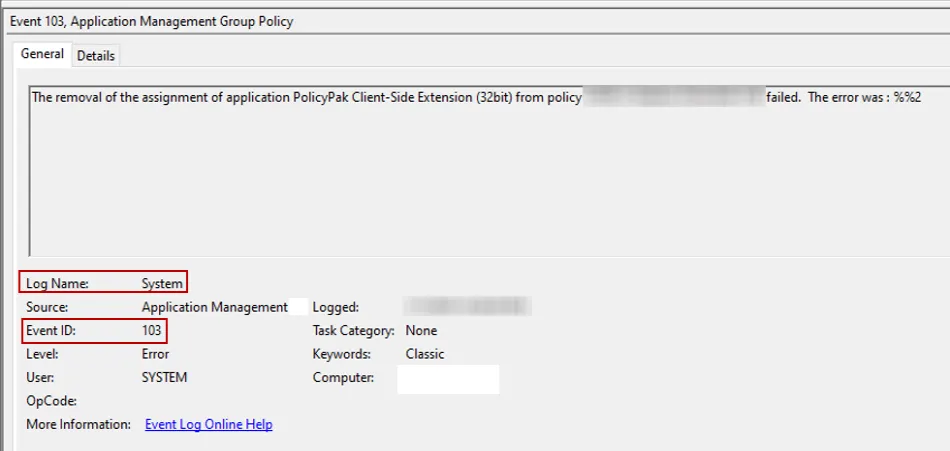 Event 103, Application Management Group Policy
General Details
The removal of the assignment of application PolicyPak Client-Side Extension (32bit) from policy failed. The error was : %%2
Log Name: System
Source: Application Management Logged:
Event ID: 103 Task Category: None
Level: Error Keywords: Classic
User: SYSTEM Computer:
OpCode:
More Information: Event Log Online Help